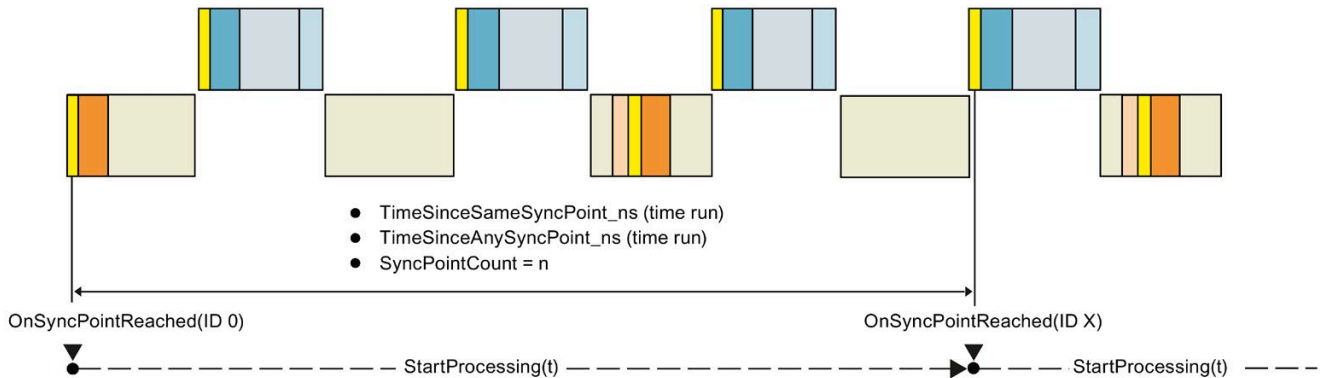 ● TimeSinceSameSyncPoint_ns (time run)
● TimeSinceAnySyncPoint_ns (time run)
● SyncPointCount = n
OnSyncPointReached(ID 0)
OnSyncPointReached(ID X)
StartProcessing(t)
StartProcessing(t)